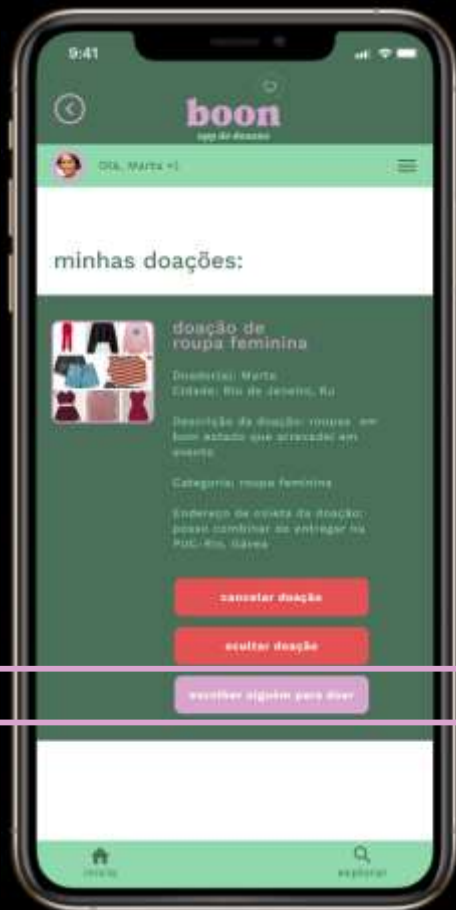 9:41
boon
app de doação
Olá, Marta =)
minhas doações:
doação de
roupa feminina
Doador(a): Marta
Cidade: Rio de Janeiro, RJ
Descrição da doação: roupas em
bom estado que arrecadei em
evento
Categoria: roupa feminina
Endereço de coleta da doação:
posso combinar de entregar na
PUC-Rio, Gávea
cancelar doação
ocultar doação
escolher alguém para doar
início
explorar